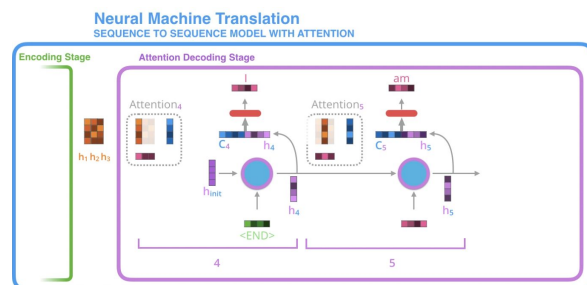 Neural Machine Translation
SEQUENCE TO SEQUENCE MODEL WITH ATTENTION
Encoding Stage
Attention Decoding Stage
I
am
Attention4
Attention5
h1 h2 h3
C4
h4
C5
h5
hinit
h4
h5
<END>
4
5